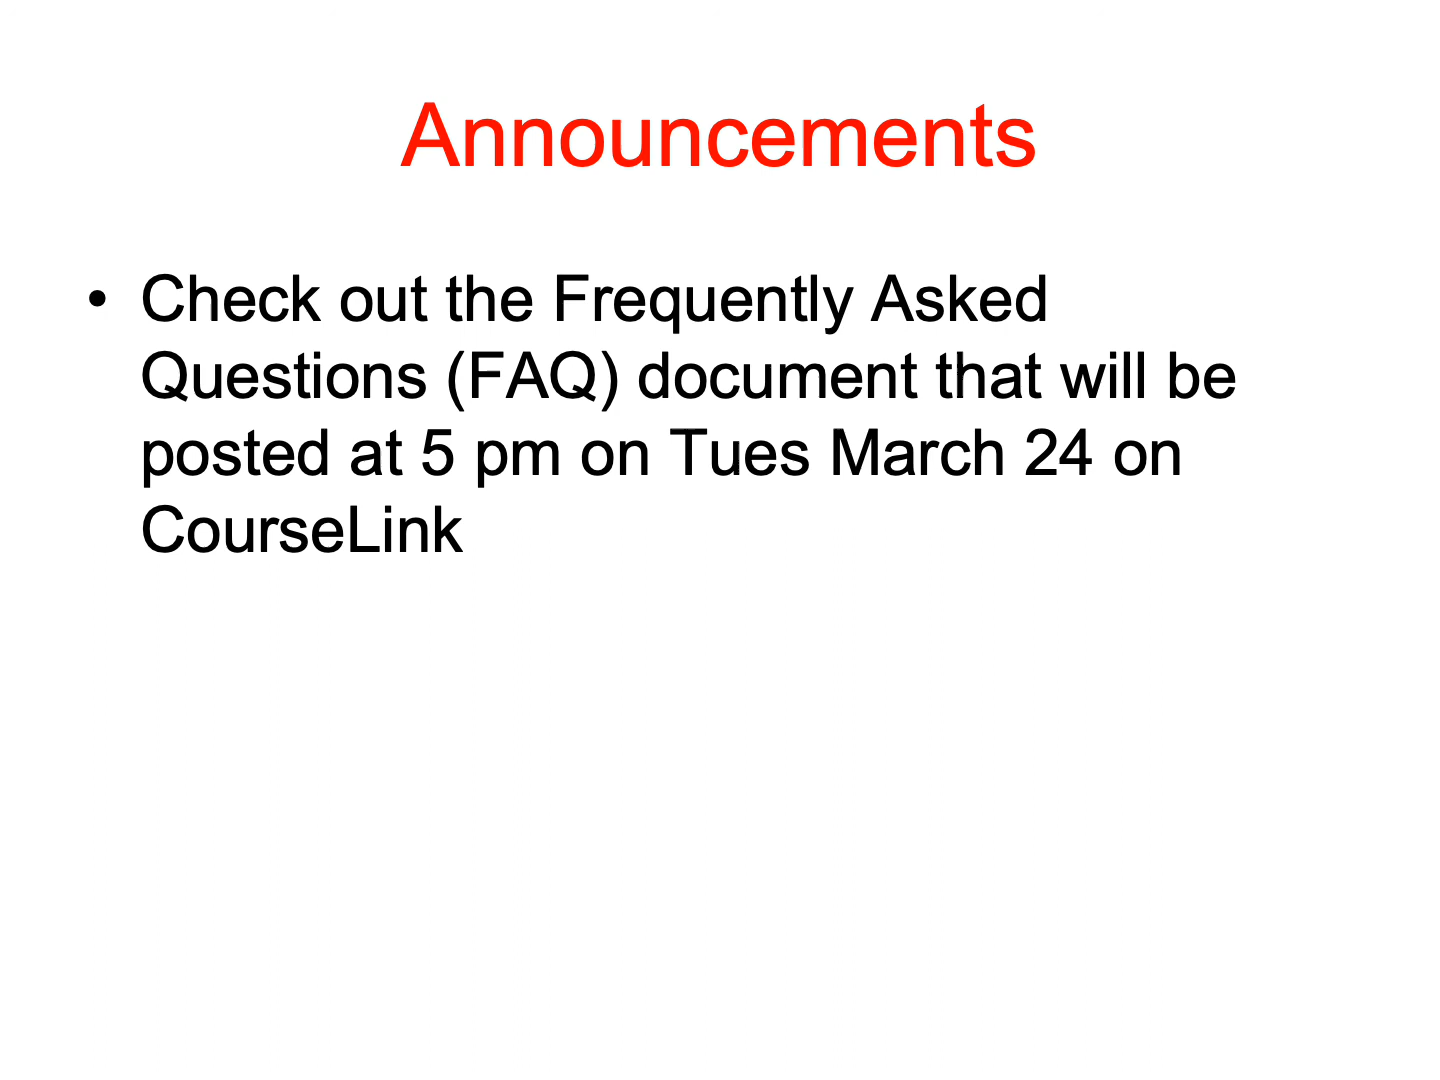 Announcements
• Check out the Frequently Asked
Questions (FAQ) document that will be
posted at 5 pm on Tues March 24 on
CourseLink